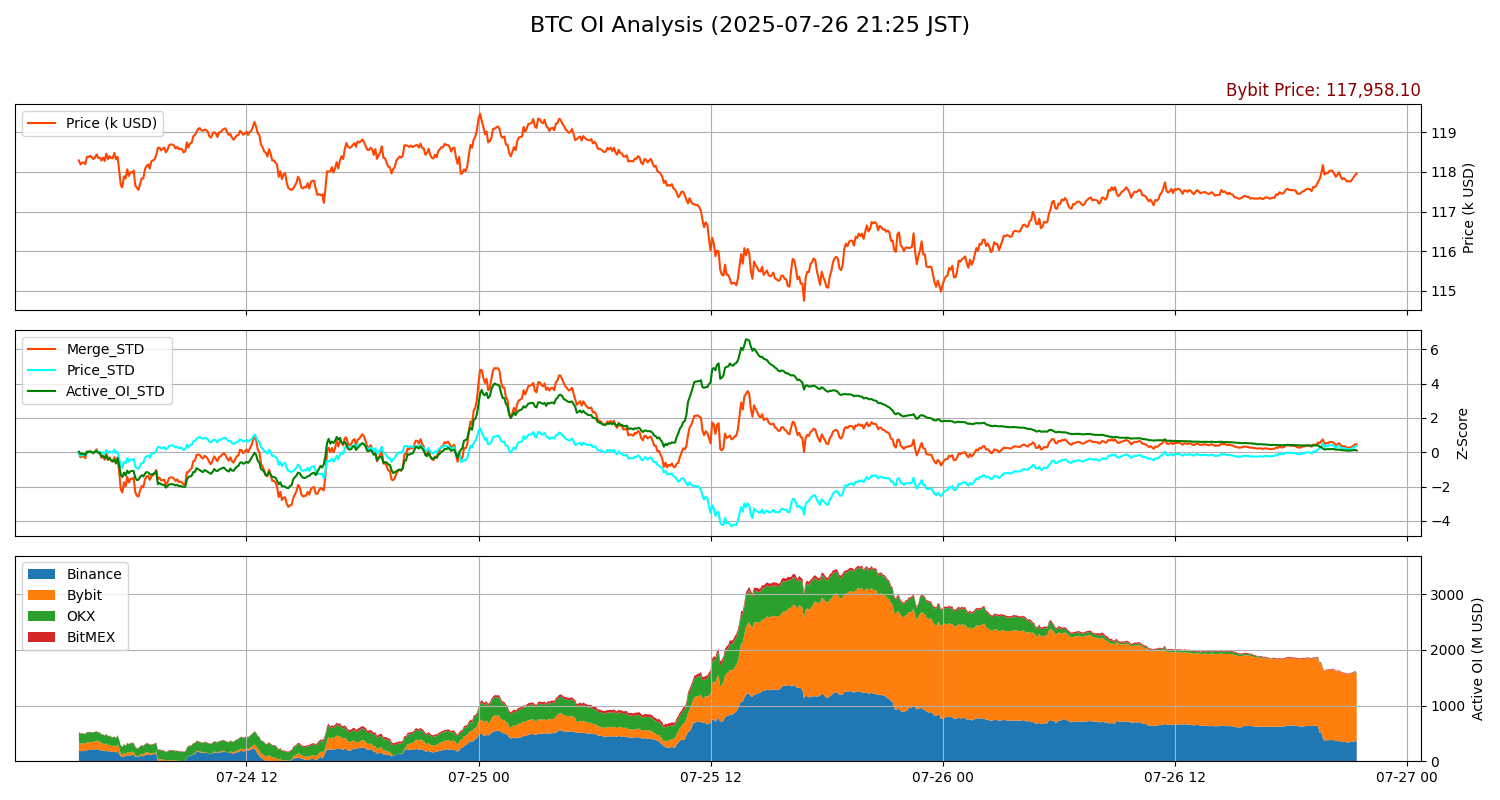 BTC OI Analysis (2025-07-26 21:25 JST)
Bybit Price: 117,958.10
Price (k USD)
119
118
117
116
115
Price (k USD)
Merge_STD
Price_STD
Active_OI_STD
6
4
2
0
−2
−4
Z-Score
Binance
Bybit
OKX
BitMEX
3000
2000
1000
0
Active OI (M USD)
07-24 12
07-25 00
07-25 12
07-26 00
07-26 12
07-27 00